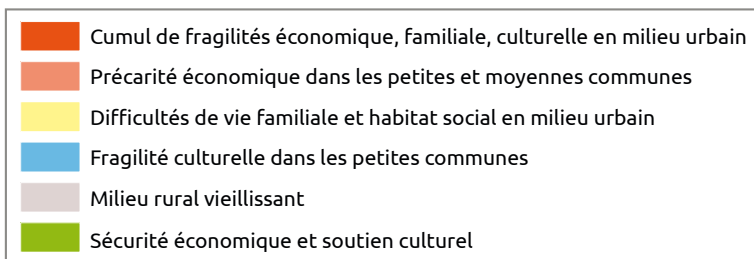 Cumul de fragilités économique, familiale, culturelle en milieu urbain
Précarité économique dans les petites et moyennes communes
Difficultés de vie familiale et habitat social en milieu urbain
Fragilité culturelle dans les petites communes
Milieu rural vieillissant
Sécurité économique et soutien culturel